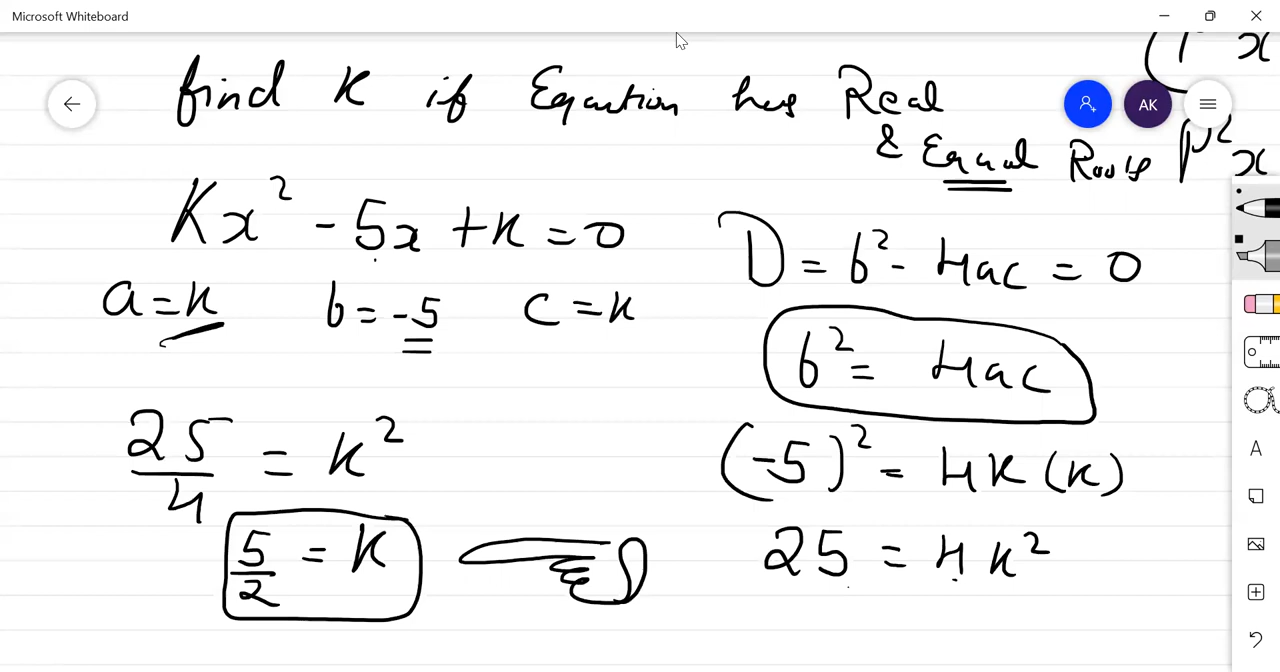 Microsoft Whiteboard
find K if Equation has Real
& Equal Roots
AK
Kx² - 5x + K = 0
a = K b = -5 c = K
D = b² - 4ac = 0
b² = 4ac
(-5)² = 4K(K)
25 = 4K²
25/4 = K²
5/2 = K
P²x
A